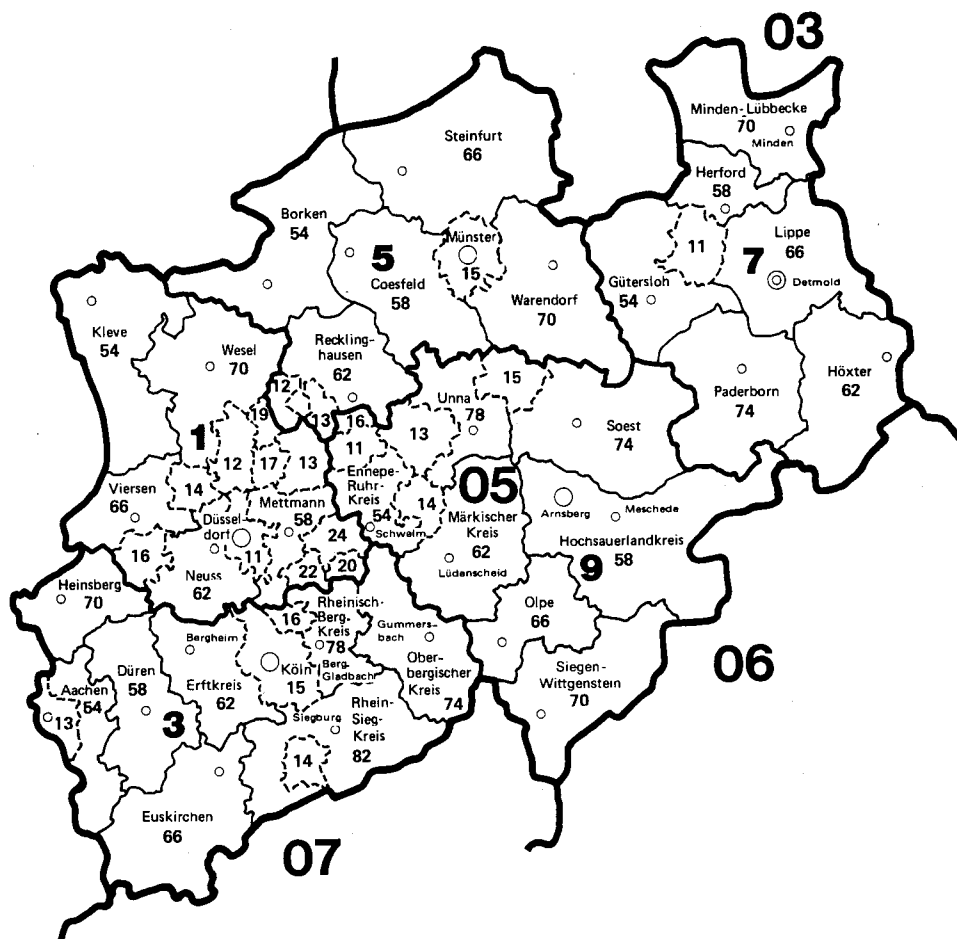 03
Minden-Lübbecke
70
Minden
Steinfurt
66
Herford
58
Borken
54
Lippe
66
Münster
15
11
5
7
Coesfeld
58
Gütersloh
54
Detmold
Warendorf
70
Kleve
54
Wesel
70
Reckling-
hausen
62
Paderborn
74
Höxter
62
12
15
Unna
78
19
13
16
13
Soest
74
1
11
12
17
13
Ennepe-
Ruhr-
Kreis
54
Schwelm
14
14
05
Viersen
66
Mettmann
58
Düssel-
dorf
11
24
Märkischer
Kreis
62
Lüdenscheid
Arnsberg
Meschede
Hochsauerlandkreis
58
9
16
Neuss
62
22
20
Heinsberg
70
Rheinisch-
Berg-
Kreis
78
16
Olpe
66
Gummers-
bach
Bergheim
Köln
15
Berg.
Gladbach
Ober-
bergischer
Kreis
74
06
Siegen-
Wittgenstein
70
Aachen
54
Düren
58
Erftkreis
62
13
3
Siegburg
Rhein-
Sieg-
Kreis
82
14
Euskirchen
66
07